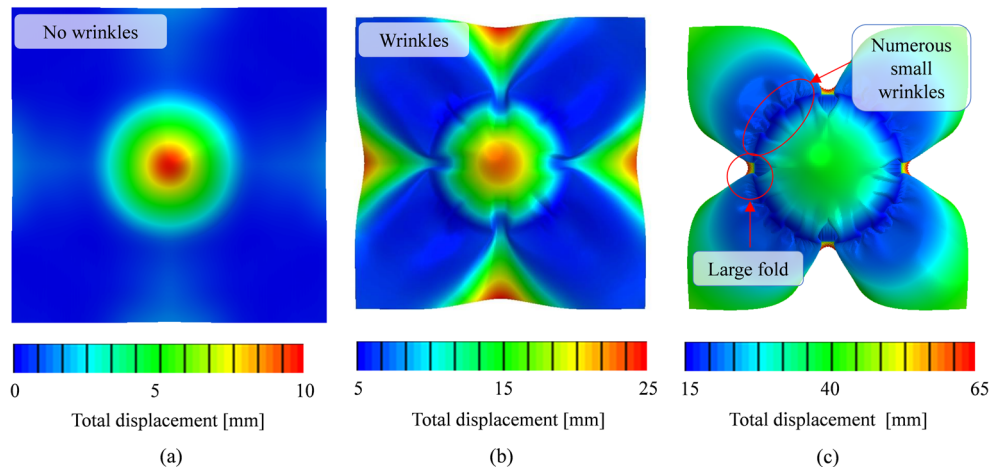 No wrinkles
Wrinkles
Numerous
small
wrinkles
Large fold
0 5 10
5 15 25
15 40 65
Total displacement [mm]
Total displacement [mm]
Total displacement [mm]
(a)
(b)
(c)